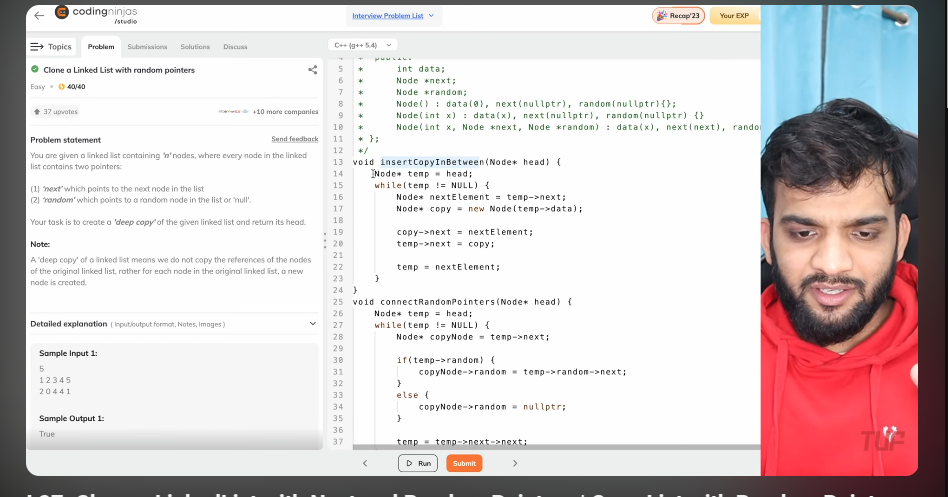 codingninjas
/studio
Interview Problem List
Recap'23
Your EXP
Topics
Problem
Submissions
Solutions
Discuss
C++ (g++ 5.4)
Clone a Linked List with random pointers
Easy
40/40
37 upvotes
+10 more companies
Problem statement
Send feedback
You are given a linked list containing 'n' nodes, where every node in the linked
list contains two pointers:
(1) 'next' which points to the next node in the list
(2) 'random' which points to a random node in the list or 'null'.
Your task is to create a 'deep copy' of the given linked list and return its head.
Note:
A 'deep copy' of a linked list means we do not copy the references of the nodes
of the original linked list, rather for each node in the original linked list, a new
node is created.
Detailed explanation ( Input/output format, Notes, Images )
Sample Input 1:
5
1 2 3 4 5
2 0 4 4 1
Sample Output 1:
True
4 * public:
5 * int data;
6 * Node *next;
7 * Node *random;
8 * Node() : data(0), next(nullptr), random(nullptr){};
9 * Node(int x) : data(x), next(nullptr), random(nullptr) {}
10 * Node(int x, Node *next, Node *random) : data(x), next(next), rando
11 * };
12 */
13 void insertCopyInBetween(Node* head) {
14 Node* temp = head;
15 while(temp != NULL) {
16 Node* nextElement = temp->next;
17 Node* copy = new Node(temp->data);
18
19 copy->next = nextElement;
20 temp->next = copy;
21
22 temp = nextElement;
23 }
24 }
25 void connectRandomPointers(Node* head) {
26 Node* temp = head;
27 while(temp != NULL) {
28 Node* copyNode = temp->next;
29
30 if(temp->random) {
31 copyNode->random = temp->random->next;
32 }
33 else {
34 copyNode->random = nullptr;
35 }
36
37 temp = temp->next->next;
Run
Submit
TUF